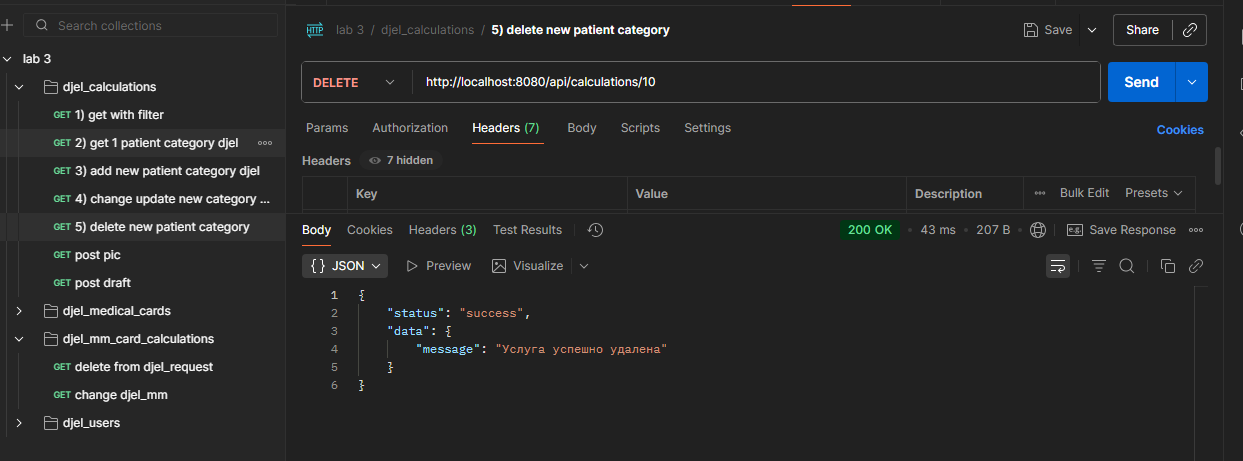 Search collections
lab 3
djel_calculations
GET 1) get with filter
GET 2) get 1 patient category djel
GET 3) add new patient category djel
GET 4) change update new category ...
GET 5) delete new patient category
GET post pic
GET post draft
djel_medical_cards
djel_mm_card_calculations
GET delete from djel_request
GET change djel_mm
djel_users
HTTP lab 3 / djel_calculations / 5) delete new patient category
Save
Share
DELETE http://localhost:8080/api/calculations/10
Send
Params Authorization Headers (7) Body Scripts Settings Cookies
Headers 7 hidden
Key Value Description Bulk Edit Presets
Body Cookies Headers (3) Test Results 200 OK • 43 ms • 207 B • e.g. Save Response
{} JSON Preview Visualize
1 {
2 "status": "success",
3 "data": {
4 "message": "Услуга успешно удалена"
5 }
6 }